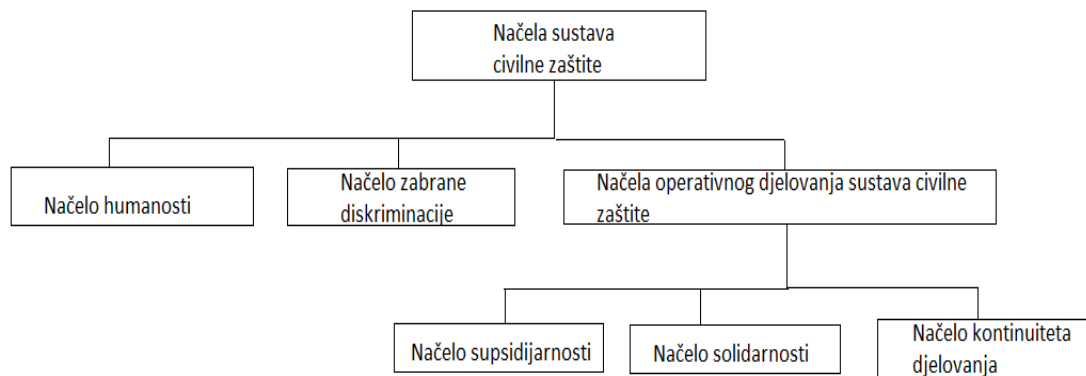 Načela sustava
civilne zaštite
Načelo humanosti
Načelo zabrane
diskriminacije
Načela operativnog djelovanja sustava civilne
zaštite
Načelo supsidijarnosti
Načelo solidarnosti
Načelo kontinuiteta
djelovanja